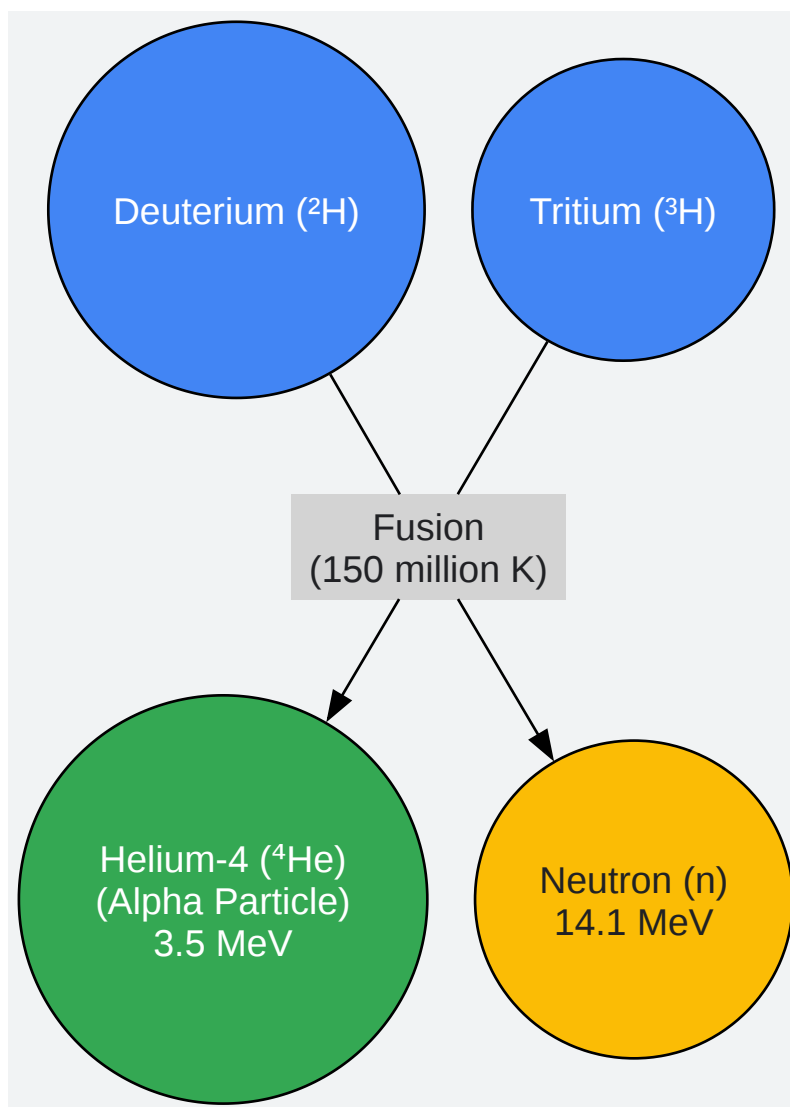 Deuterium (²H)
Tritium (³H)
Fusion
(150 million K)
Helium-4 (⁴He)
(Alpha Particle)
3.5 MeV
Neutron (n)
14.1 MeV